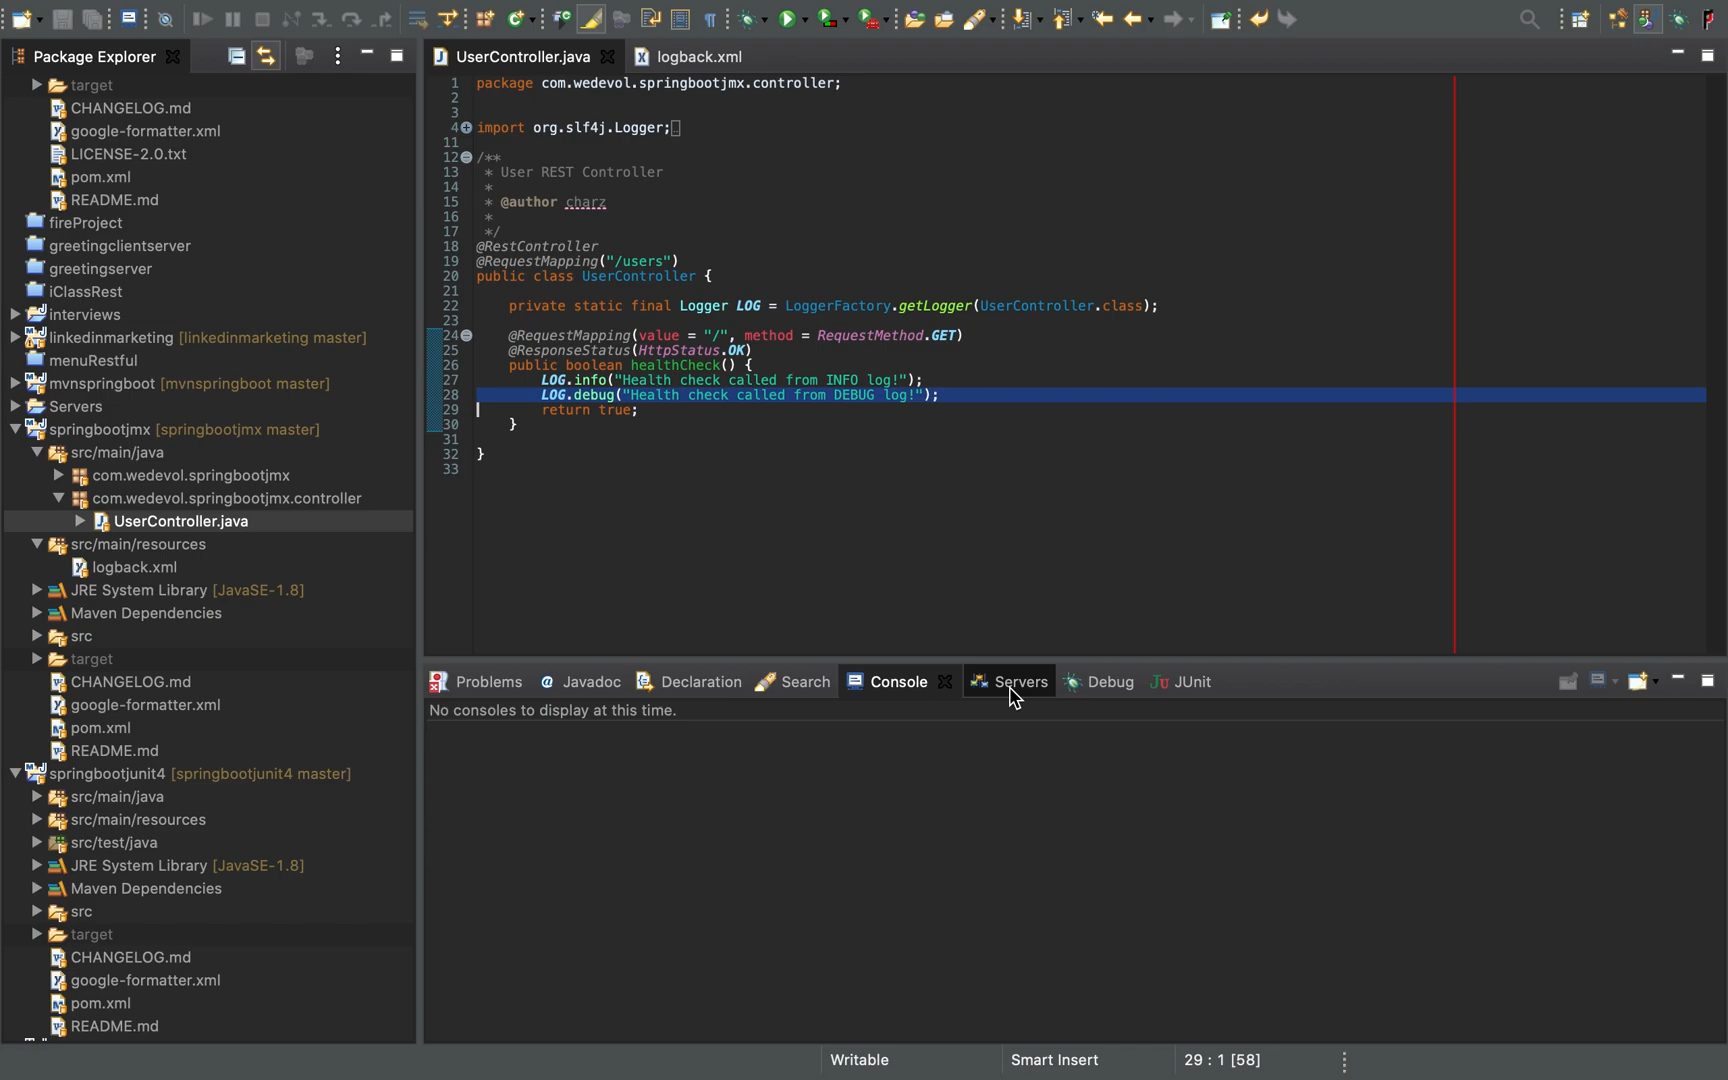 Package Explorer
target
CHANGELOG.md
google-formatter.xml
LICENSE-2.0.txt
pom.xml
README.md
fireProject
greetingclientserver
greetingserver
iClassRest
interviews
linkedinmarketing [linkedinmarketing master]
menuRestful
mvnspringboot [mvnspringboot master]
Servers
springbootjmx [springbootjmx master]
src/main/java
com.wedevol.springbootjmx
com.wedevol.springbootjmx.controller
UserController.java
src/main/resources
logback.xml
JRE System Library [JavaSE-1.8]
Maven Dependencies
src
target
CHANGELOG.md
google-formatter.xml
pom.xml
README.md
springbootjunit4 [springbootjunit4 master]
src/main/java
src/main/resources
src/test/java
JRE System Library [JavaSE-1.8]
Maven Dependencies
src
target
CHANGELOG.md
google-formatter.xml
pom.xml
README.md
UserController.java logback.xml
1 package com.wedevol.springbootjmx.controller;
2
3
4 import org.slf4j.Logger;
11
12 /**
13 * User REST Controller
14 *
15 * @author charz
16 *
17 */
18 @RestController
19 @RequestMapping("/users")
20 public class UserController {
21
22 private static final Logger LOG = LoggerFactory.getLogger(UserController.class);
23
24 @RequestMapping(value = "/", method = RequestMethod.GET)
25 @ResponseStatus(HttpStatus.OK)
26 public boolean healthCheck() {
27 LOG.info("Health check called from INFO log!");
28 LOG.debug("Health check called from DEBUG log!");
29 return true;
30 }
31
32 }
33
Problems @ Javadoc Declaration Search Console Servers Debug JU JUnit
No consoles to display at this time.
Writable Smart Insert 29 : 1 [58]